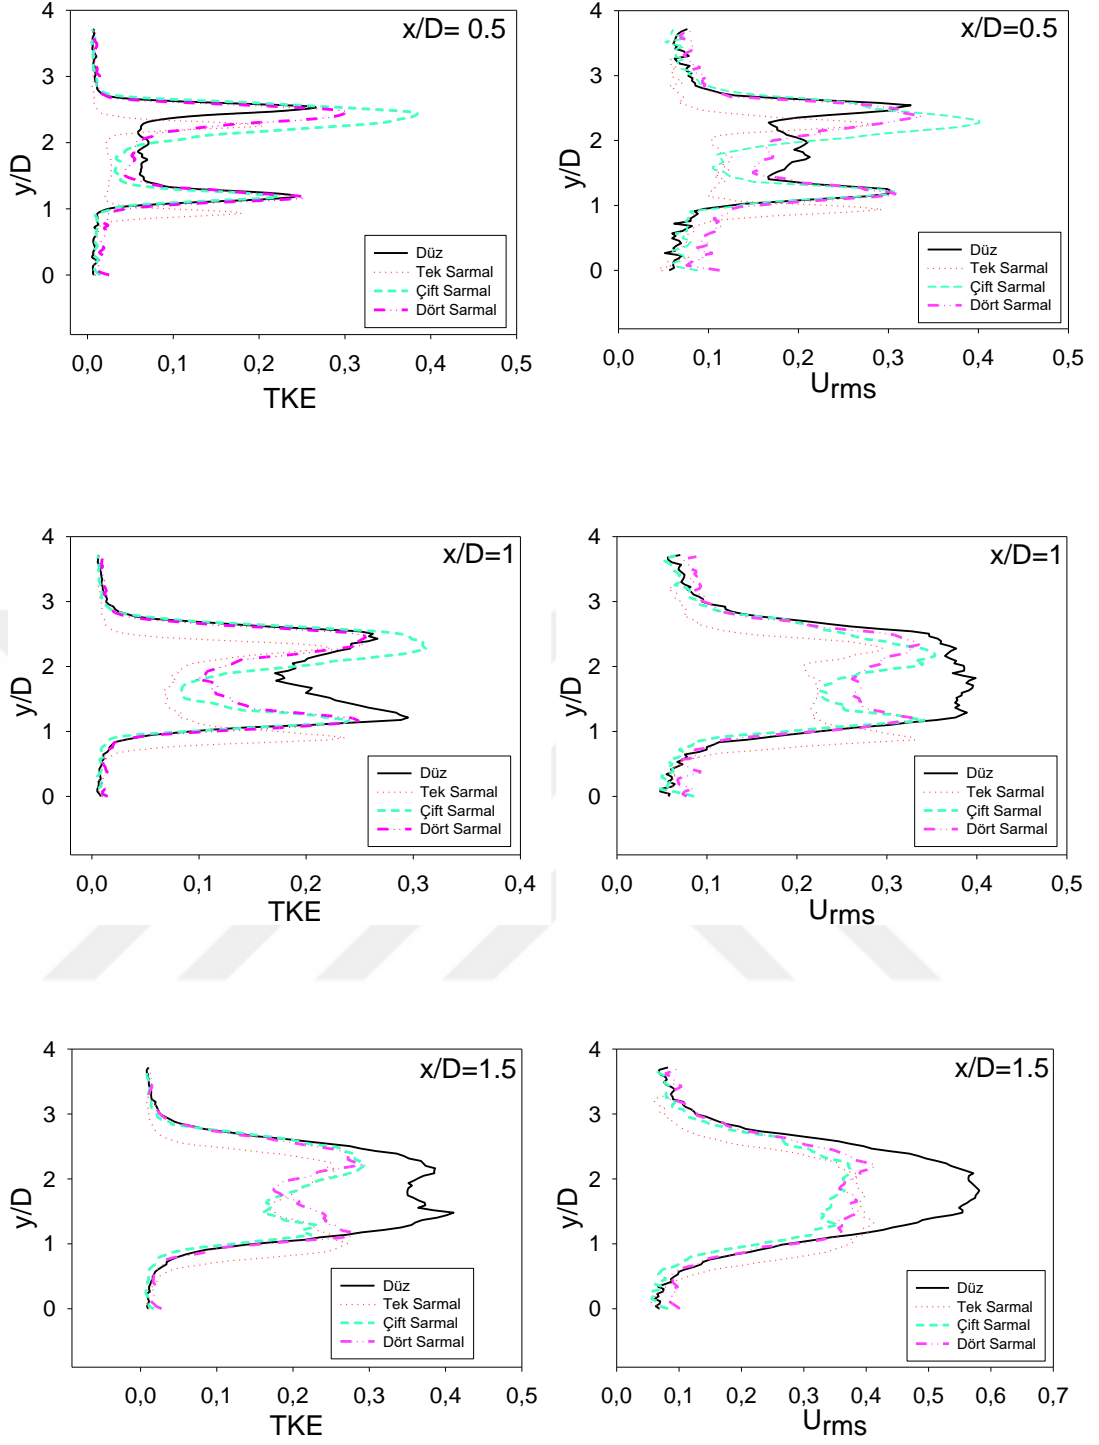 x/D= 0.5
4
3
2
1
0
y/D
Düz
Tek Sarmal
Çift Sarmal
Dört Sarmal
0,0 0,1 0,2 0,3 0,4 0,5
TKE
x/D=0.5
4
3
2
1
0
y/D
Düz
Tek Sarmal
Çift Sarmal
Dört Sarmal
0,0 0,1 0,2 0,3 0,4 0,5
Urms
x/D=1
4
3
2
1
0
y/D
Düz
Tek Sarmal
Çift Sarmal
Dört Sarmal
0,0 0,1 0,2 0,3 0,4
TKE
x/D=1
4
3
2
1
0
y/D
Düz
Tek Sarmal
Çift Sarmal
Dört Sarmal
0,0 0,1 0,2 0,3 0,4 0,5
Urms
x/D=1.5
4
3
2
1
0
y/D
Düz
Tek Sarmal
Çift Sarmal
Dört Sarmal
0,0 0,1 0,2 0,3 0,4 0,5
TKE
x/D=1.5
4
3
2
1
0
y/D
Düz
Tek Sarmal
Çift Sarmal
Dört Sarmal
0,0 0,1 0,2 0,3 0,4 0,5 0,6 0,7
Urms